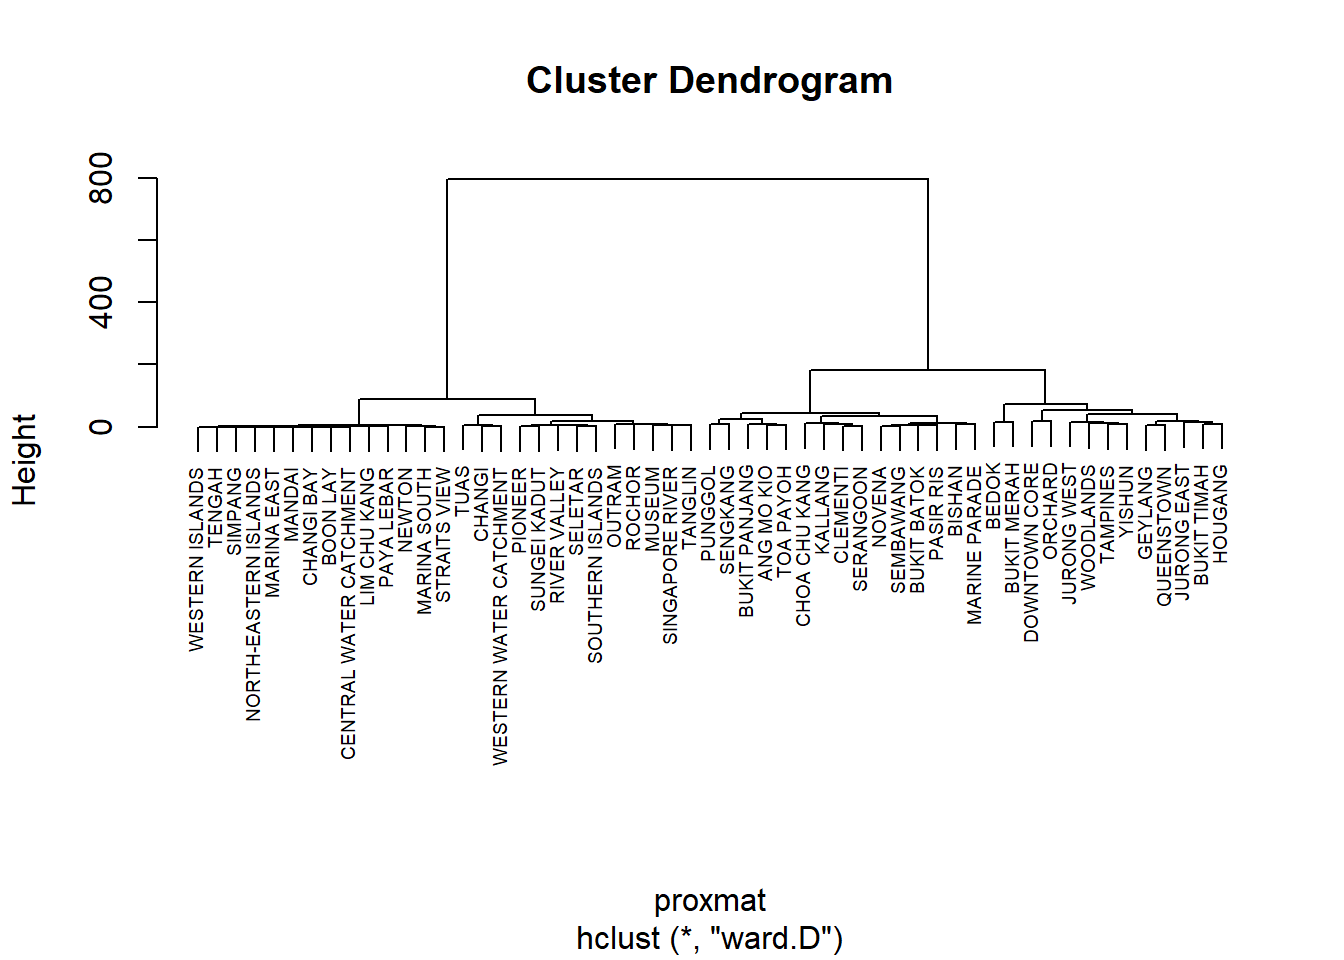 Cluster Dendrogram
Height
800
400
0
WESTERN ISLANDS
TENGAH
SIMPANG
NORTH-EASTERN ISLANDS
MARINA EAST
MANDAI
CHANGI BAY
BOON LAY
CENTRAL WATER CATCHMENT
LIM CHU KANG
PAYA LEBAR
NEWTON
MARINA SOUTH
STRAITS VIEW
TUAS
CHANGI
WESTERN WATER CATCHMENT
PIONEER
SUNGEI KADUT
RIVER VALLEY
SELETAR
SOUTHERN ISLANDS
OUTRAM
ROCHOR
MUSEUM
SINGAPORE RIVER
TANGLIN
PUNGGOL
SENGKANG
BUKIT PANJANG
ANG MO KIO
TOA PAYOH
CHOA CHU KANG
KALLANG
CLEMENTI
SERANGOON
NOVENA
SEMBAWANG
BUKIT BATOK
PASIR RIS
BISHAN
MARINE PARADE
BEDOK
BUKIT MERAH
DOWNTOWN CORE
ORCHARD
JURONG WEST
WOODLANDS
TAMPINES
YISHUN
GEYLANG
QUEENSTOWN
JURONG EAST
BUKIT TIMAH
HOUGANG
proxmat
hclust (*, "ward.D")